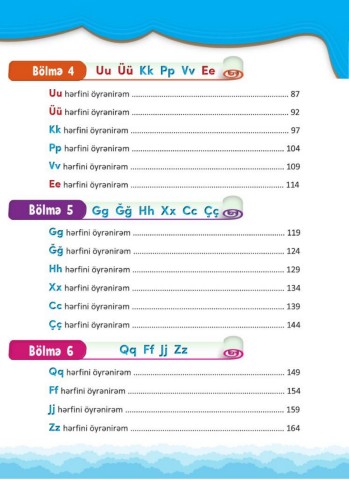 Bölmə 4 Uu Üü Kk Pp Vv Ee
Uu hərfini öyrənirəm 87
Üü hərfini öyrənirəm 92
Kk hərfini öyrənirəm 97
Pp hərfini öyrənirəm 104
Vv hərfini öyrənirəm 109
Ee hərfini öyrənirəm 114
Bölmə 5 Gg Ğğ Hh Xx Cc Çç
Gg hərfini öyrənirəm 119
Ğğ hərfini öyrənirəm 124
Hh hərfini öyrənirəm 129
Xx hərfini öyrənirəm 134
Cc hərfini öyrənirəm 139
Çç hərfini öyrənirəm 144
Bölmə 6 Qq Ff Jj Zz
Qq hərfini öyrənirəm 149
Ff hərfini öyrənirəm 154
Jj hərfini öyrənirəm 159
Zz hərfini öyrənirəm 164